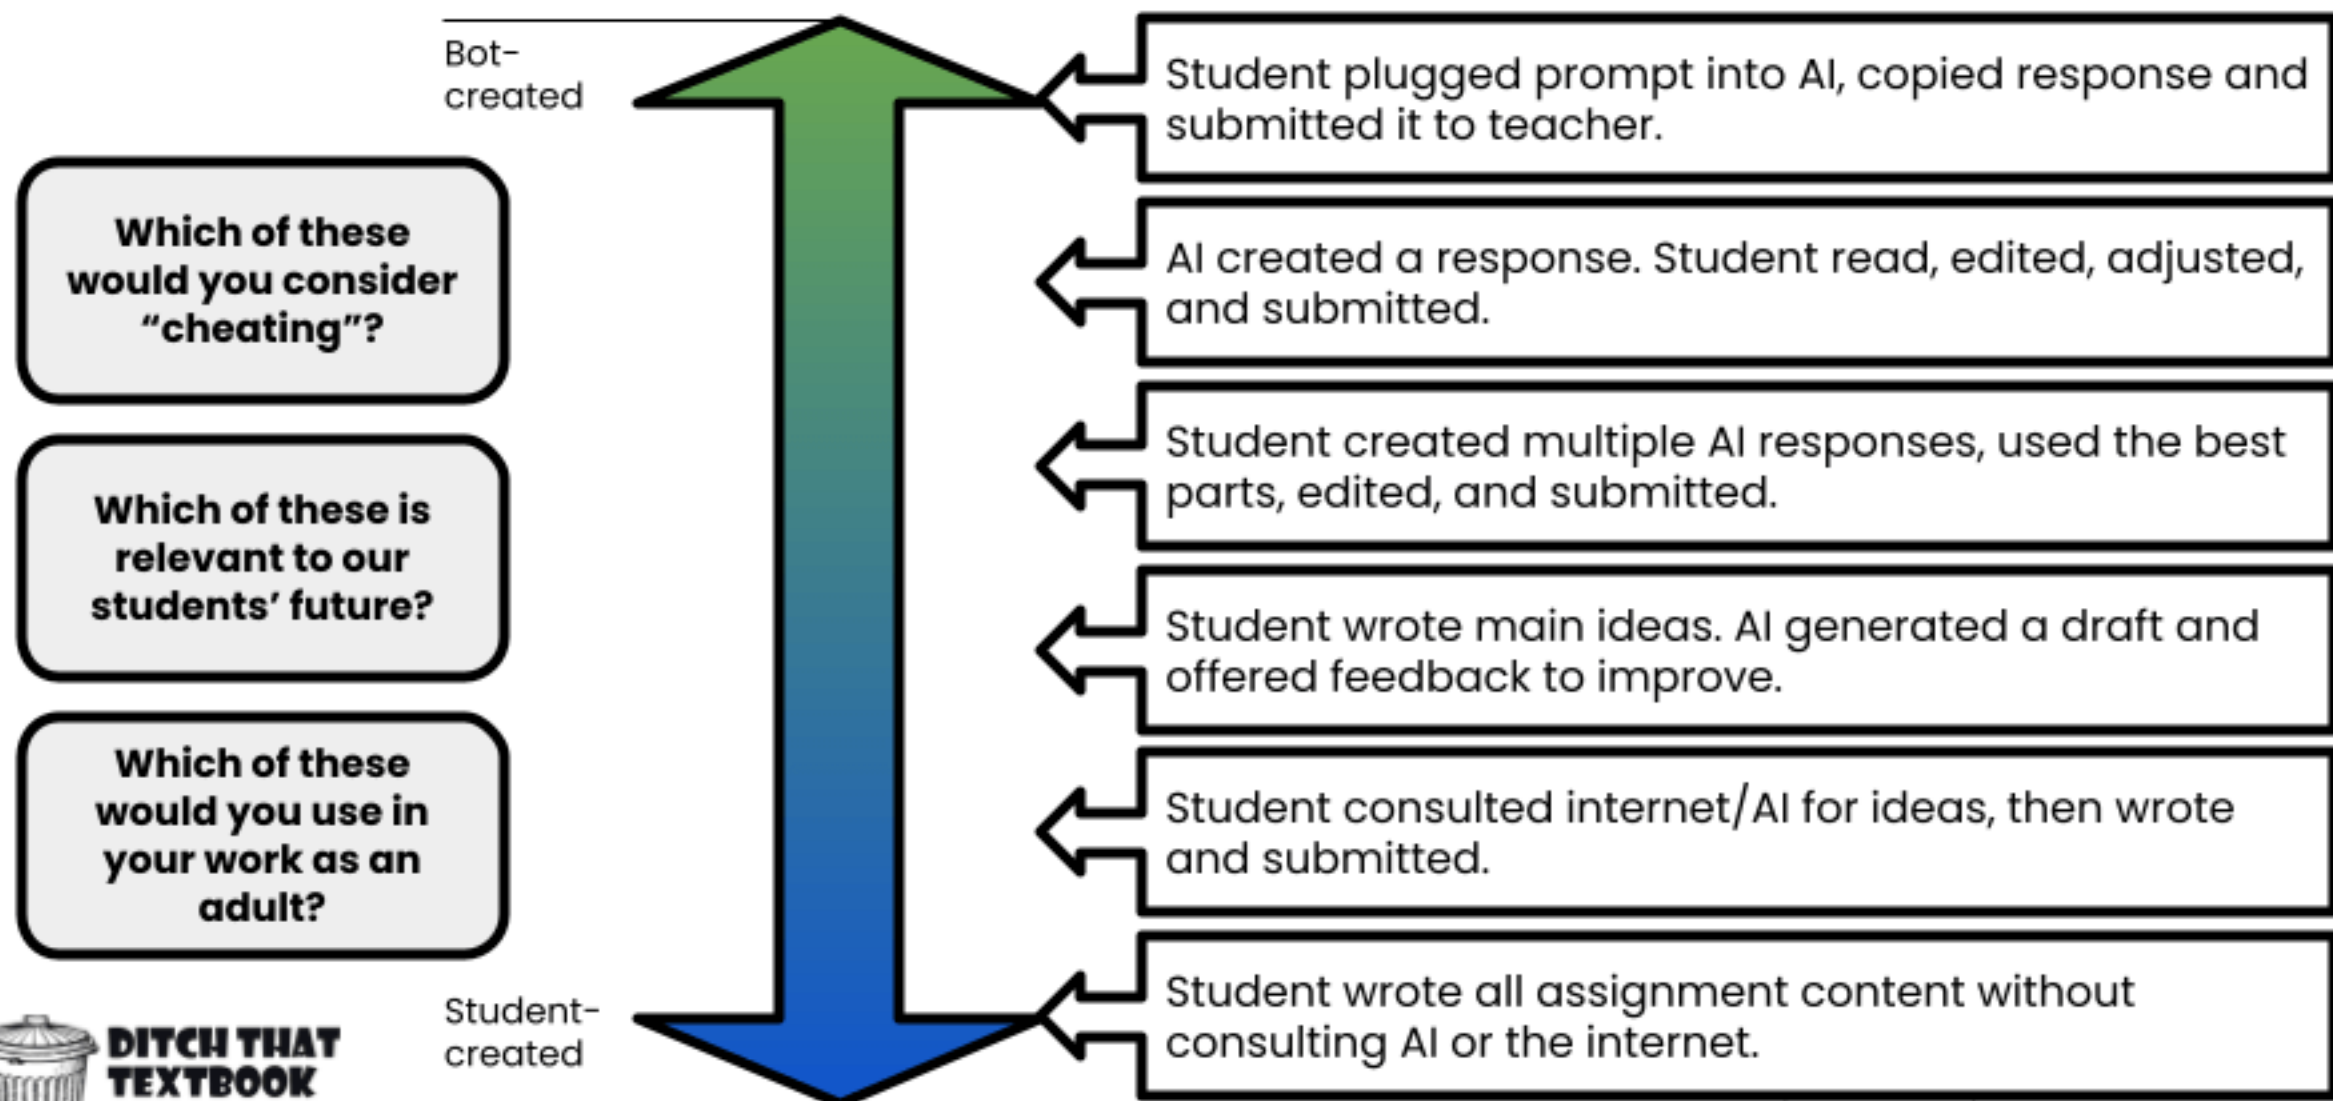 Bot-
created
Which of these
would you consider
“cheating”?
Which of these is
relevant to our
students’ future?
Which of these
would you use in
your work as an
adult?
Student-
created
DITCH THAT
TEXTBOOK
Student plugged prompt into AI, copied response and
submitted it to teacher.
AI created a response. Student read, edited, adjusted,
and submitted.
Student created multiple AI responses, used the best
parts, edited, and submitted.
Student wrote main ideas. AI generated a draft and
offered feedback to improve.
Student consulted internet/AI for ideas, then wrote
and submitted.
Student wrote all assignment content without
consulting AI or the internet.